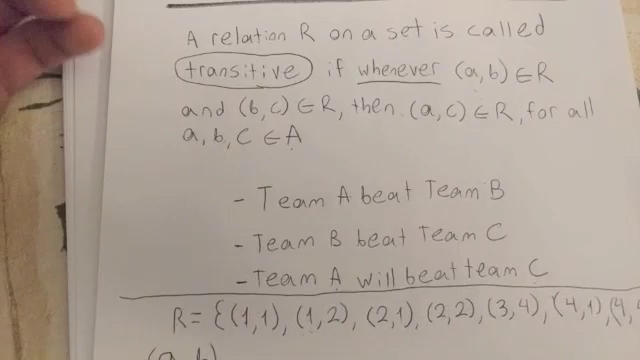 A relation R on a set is called
transitive if whenever (a,b) ∈ R
and (b,c) ∈ R, then (a,c) ∈ R, for all
a, b, c ∈ A
- Team A beat Team B
- Team B beat Team C
- Team A will beat team C
R = {(1,1), (1,2), (2,1), (2,2), (3,4), (4,1), (4,
(a, b)